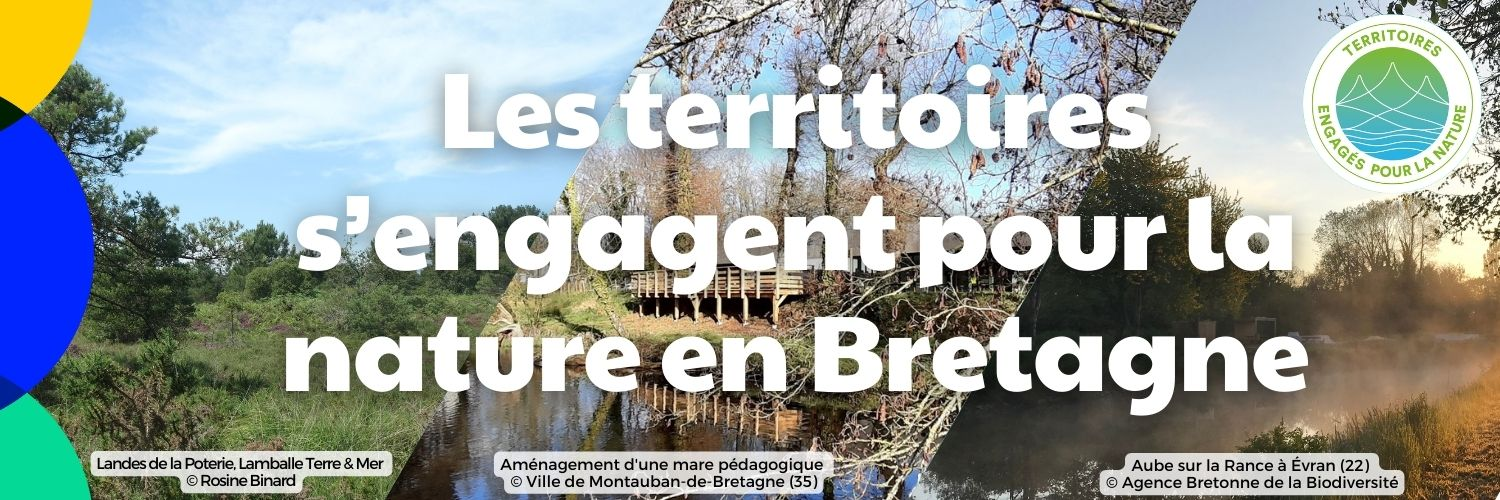 Les territoires
s’engagent pour la
nature en Bretagne
TERRITOIRES
ENGAGÉS POUR LA NATURE
Landes de la Poterie, Lamballe Terre & Mer
© Rosine Binard
Aménagement d'une mare pédagogique
© Ville de Montauban-de-Bretagne (35)
Aube sur la Rance à Évran (22)
© Agence Bretonne de la Biodiversité